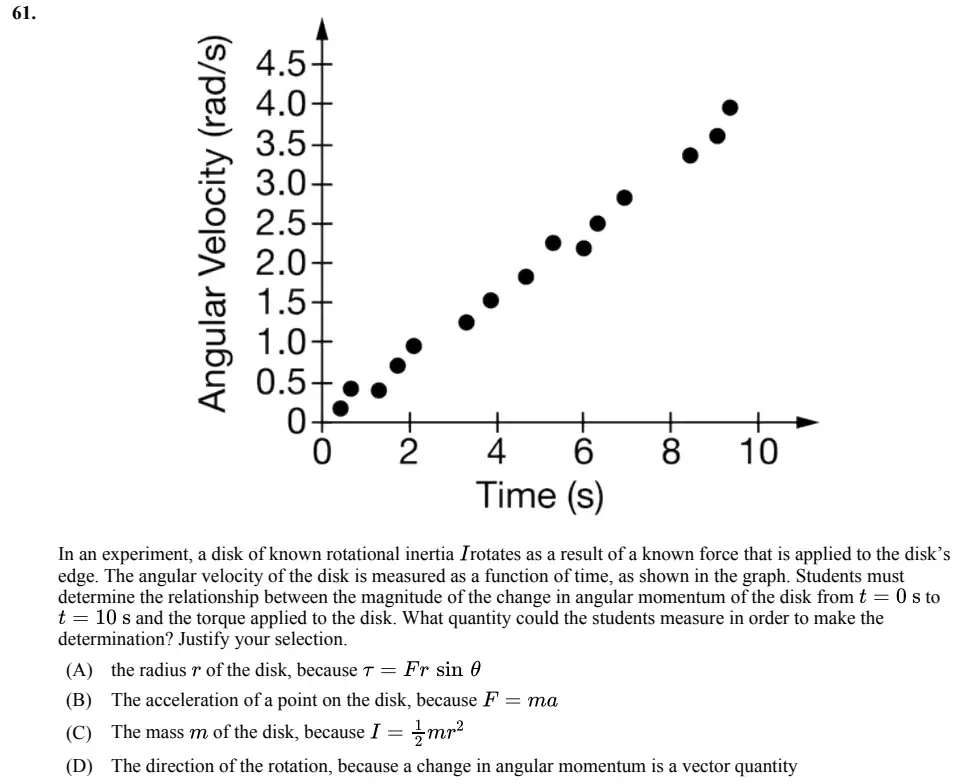 61.
Angular Velocity (rad/s)
4.5
4.0
3.5
3.0
2.5
2.0
1.5
1.0
0.5
0
0 2 4 6 8 10
Time (s)
In an experiment, a disk of known rotational inertia I rotates as a result of a known force that is applied to the disk’s
edge. The angular velocity of the disk is measured as a function of time, as shown in the graph. Students must
determine the relationship between the magnitude of the change in angular momentum of the disk from t = 0 s to
t = 10 s and the torque applied to the disk. What quantity could the students measure in order to make the
determination? Justify your selection.
(A) the radius r of the disk, because τ = Fr sin θ
(B) The acceleration of a point on the disk, because F = ma
(C) The mass m of the disk, because I = ½mr²
(D) The direction of the rotation, because a change in angular momentum is a vector quantity